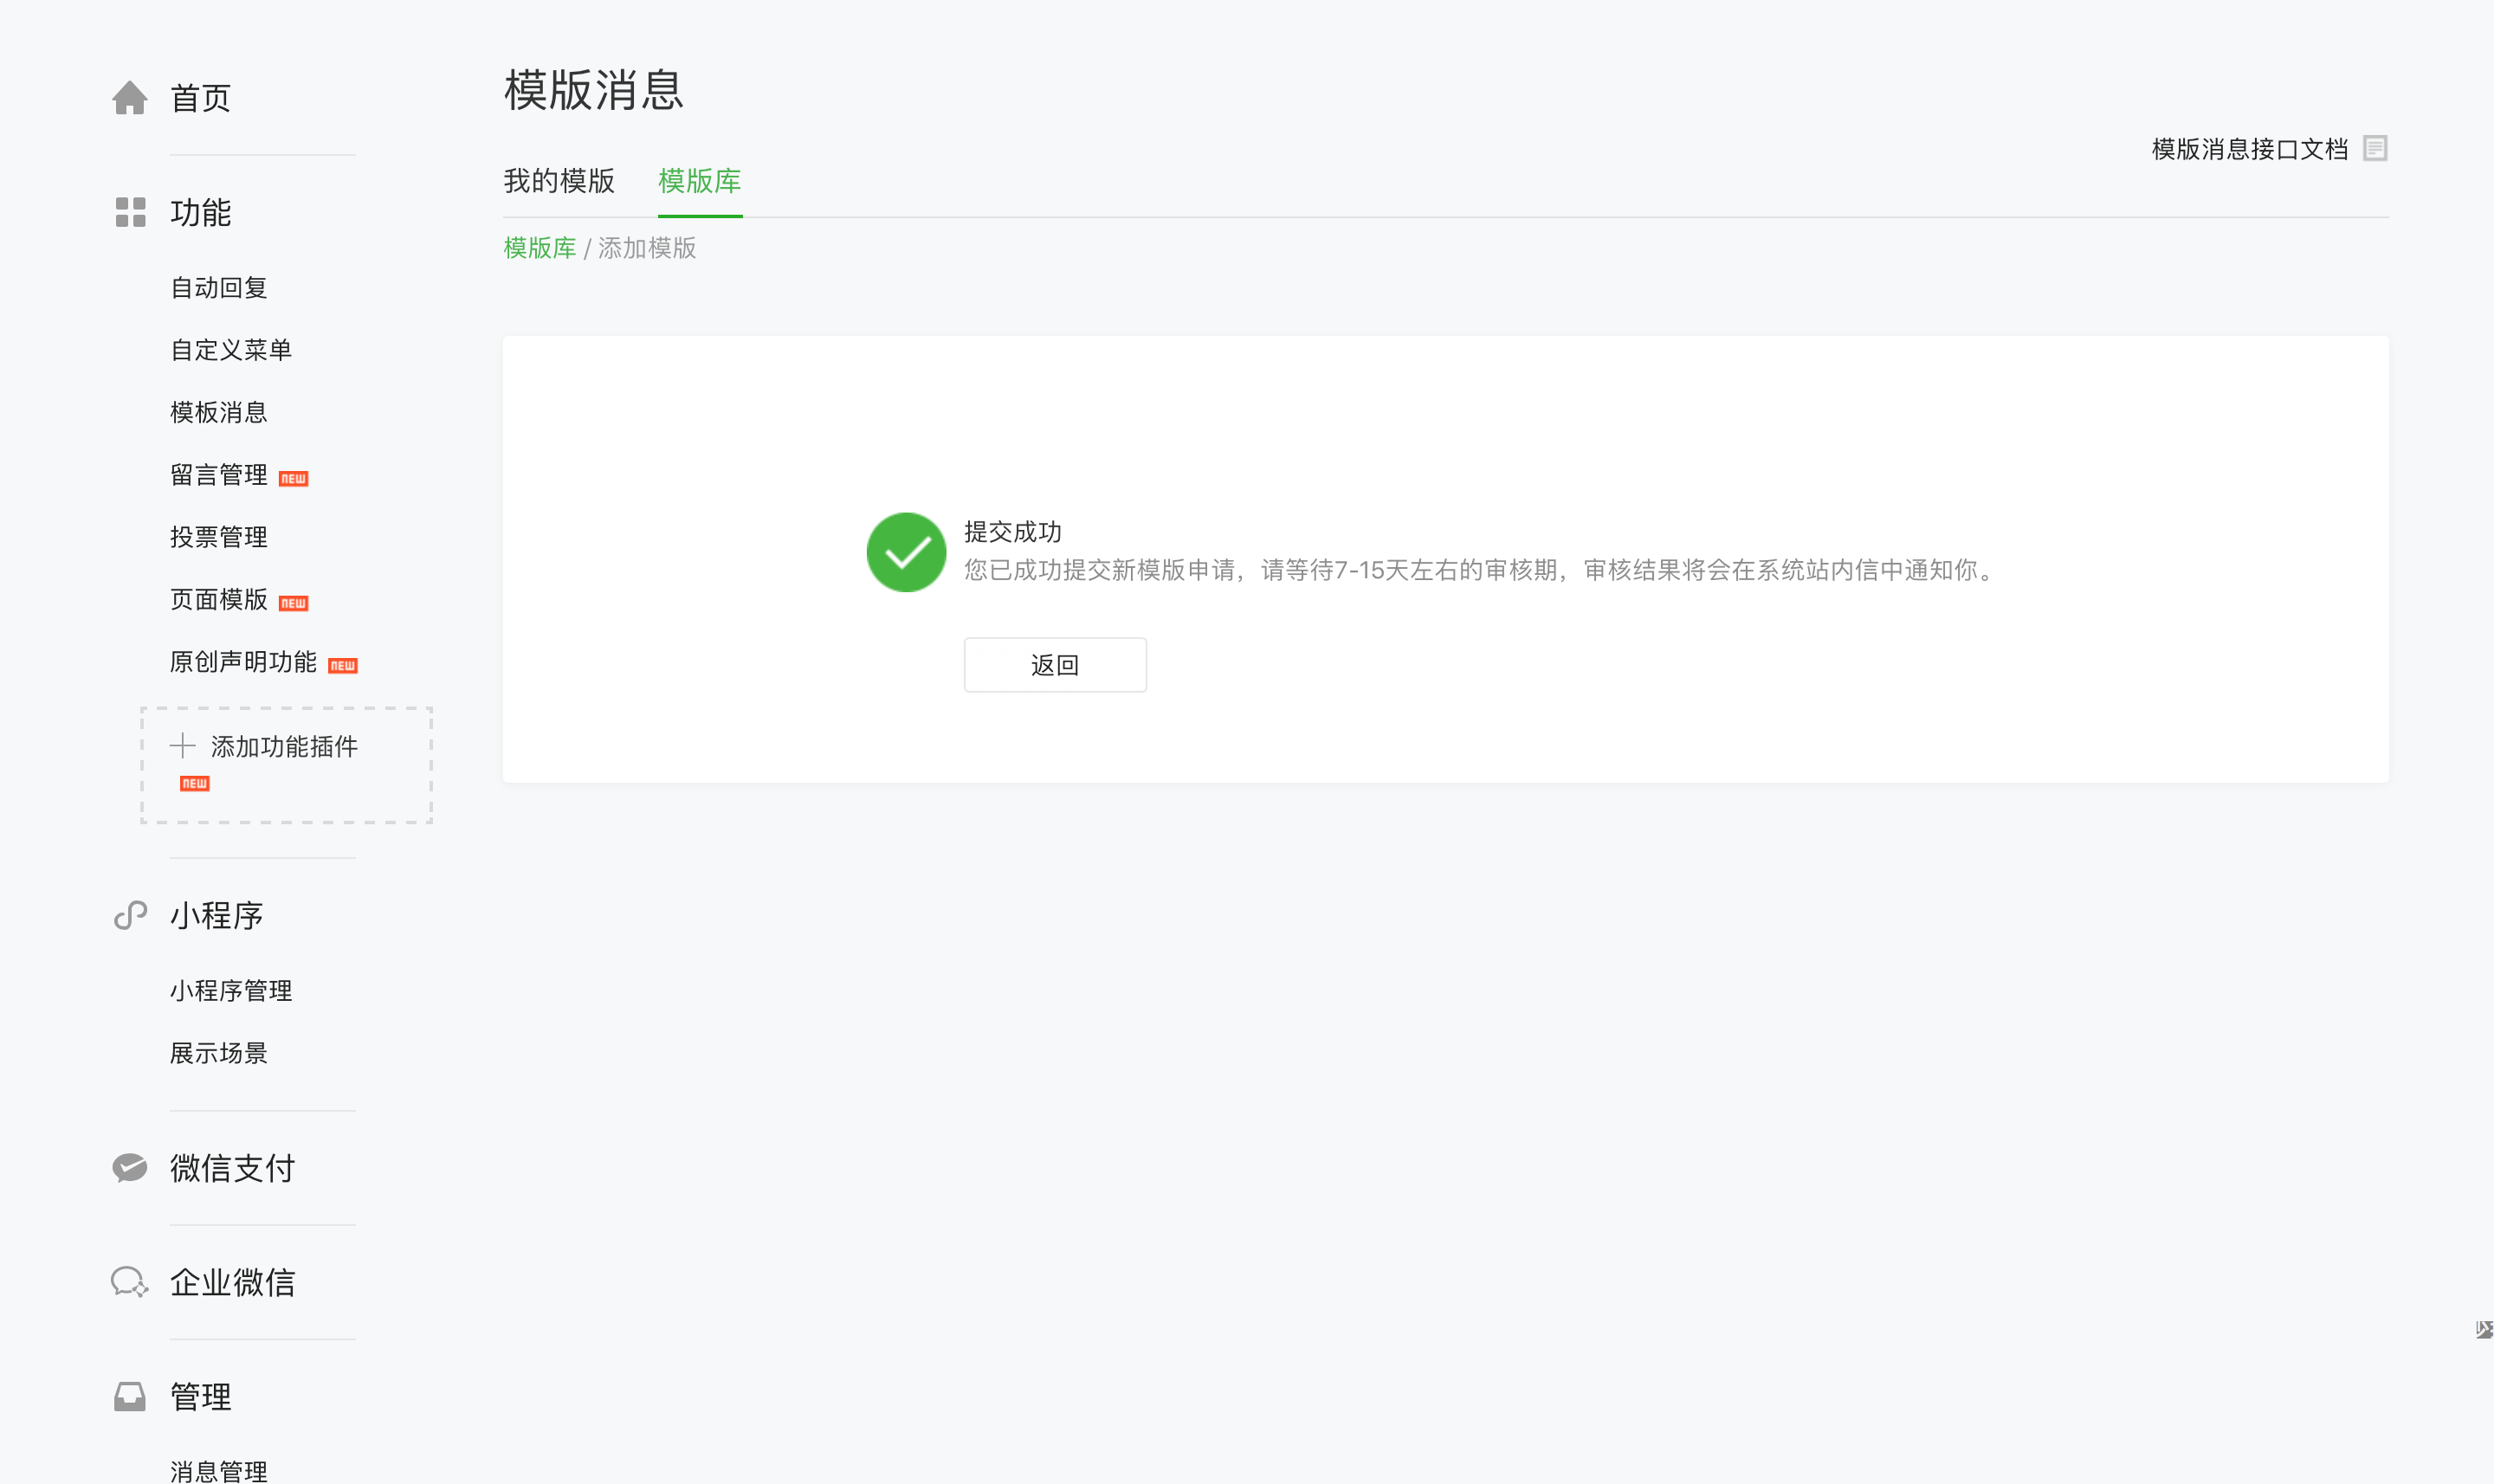 首页
功能
自动回复
自定义菜单
模板消息
留言管理 NEW
投票管理
页面模版 NEW
原创声明功能 NEW
添加功能插件
NEW
小程序
小程序管理
展示场景
微信支付
企业微信
管理
消息管理
模版消息
模版消息接口文档
我的模版 模版库
模版库 / 添加模版
提交成功
您已成功提交新模版申请，请等待7-15天左右的审核期，审核结果将会在系统站内信中通知你。
返回